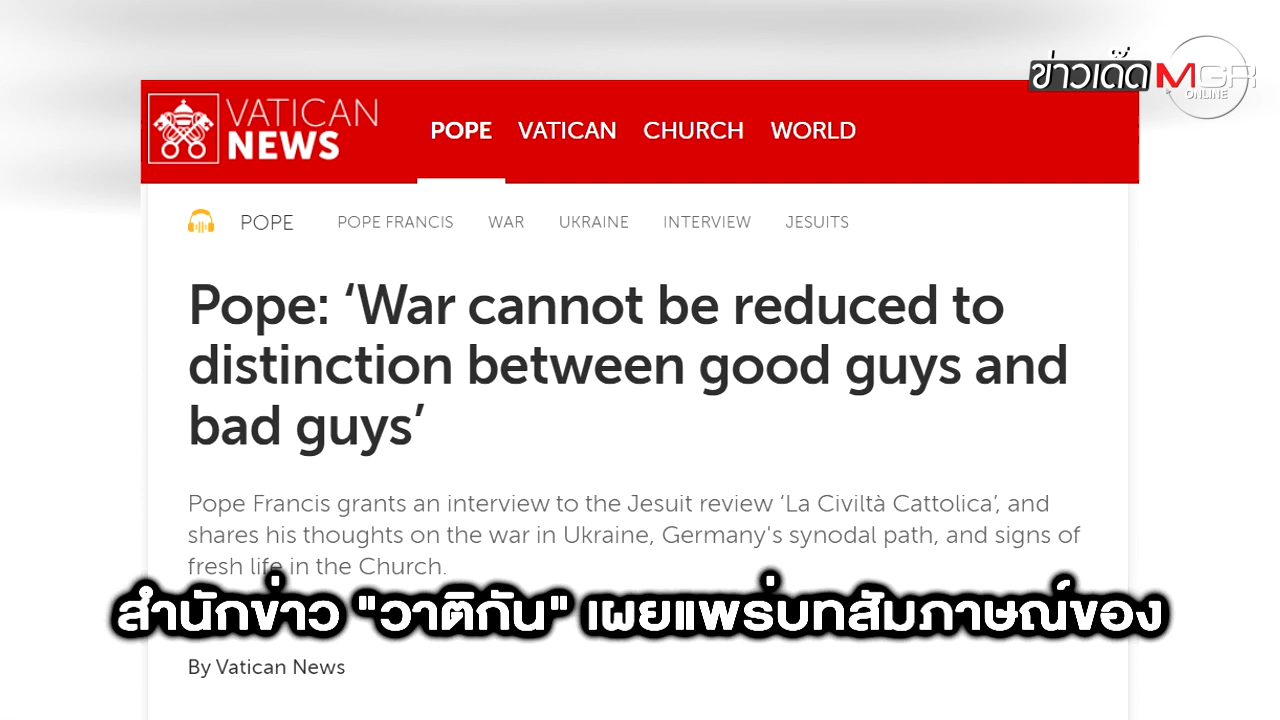 ข่าวเด็ด MGR
ONLINE
VATICAN
NEWS
POPE VATICAN CHURCH WORLD
POPE POPE FRANCIS WAR UKRAINE INTERVIEW JESUITS
Pope: ‘War cannot be reduced to
distinction between good guys and
bad guys’
Pope Francis grants an interview to the Jesuit review ‘La Civiltà Cattolica’, and
shares his thoughts on the war in Ukraine, Germany's synodal path, and signs of
fresh life in the Church.
สำนักข่าว "วาติกัน" เผยแพร่บทสัมภาษณ์ของ
By Vatican News